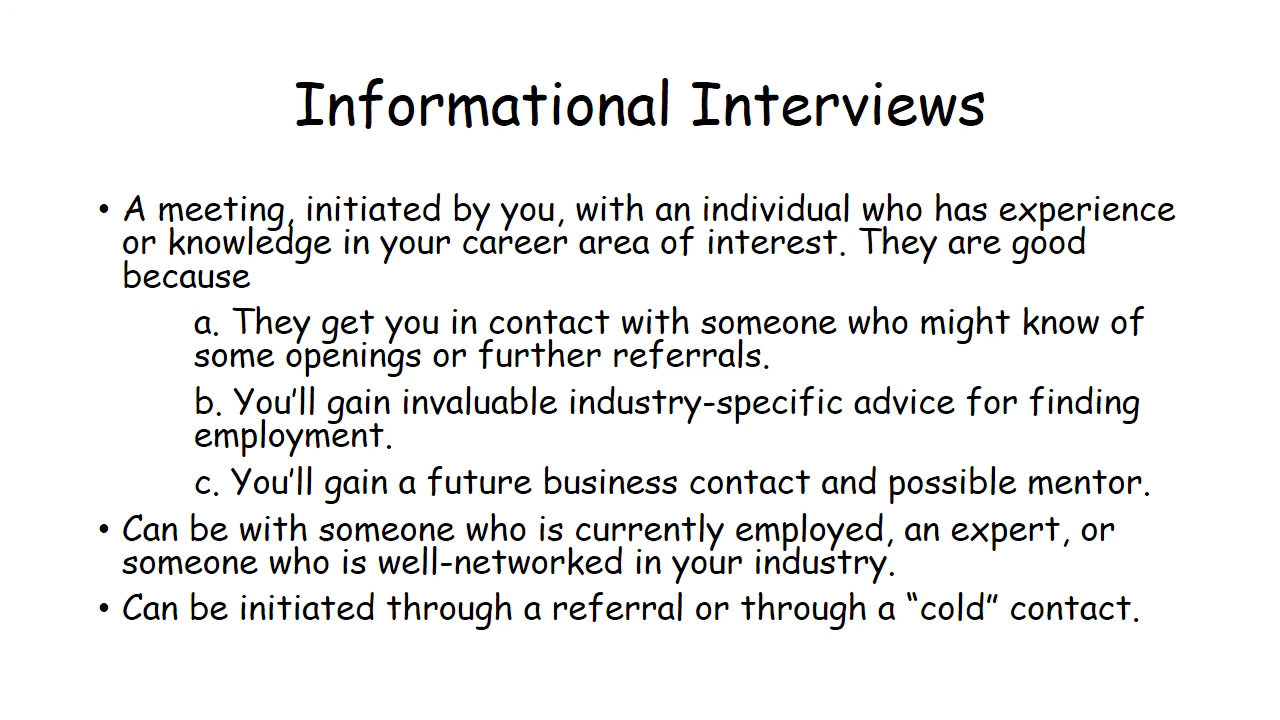 Informational Interviews
• A meeting, initiated by you, with an individual who has experience
or knowledge in your career area of interest. They are good
because
a. They get you in contact with someone who might know of
some openings or further referrals.
b. You’ll gain invaluable industry-specific advice for finding
employment.
c. You’ll gain a future business contact and possible mentor.
• Can be with someone who is currently employed, an expert, or
someone who is well-networked in your industry.
• Can be initiated through a referral or through a “cold” contact.